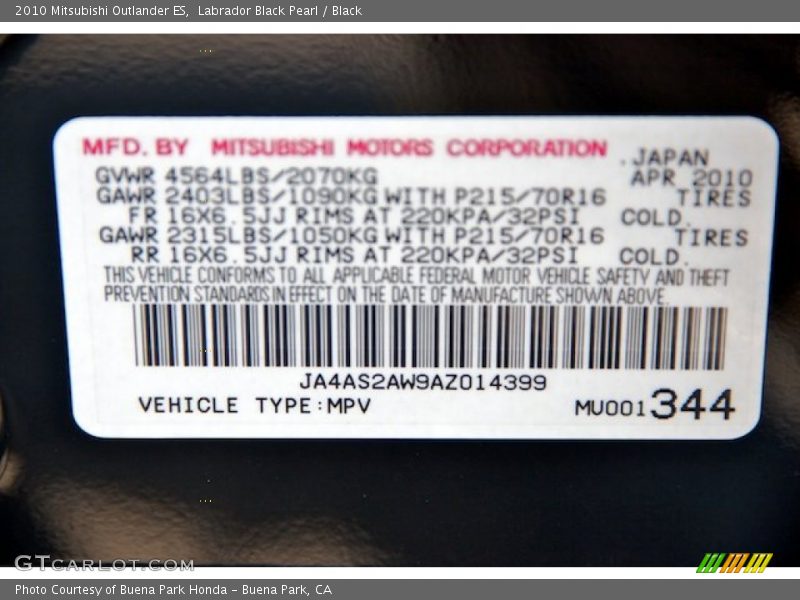 2010 Mitsubishi Outlander ES,  Labrador Black Pearl / Black
MFD. BY MITSUBISHI MOTORS CORPORATION .JAPAN
GVWR 4564LBS/2070KG APR 2010
GAWR 2403LBS/1090KG WITH P215/70R16 TIRES
FR 16X6.5JJ RIMS AT 220KPA/32PSI COLD.
GAWR 2315LBS/1050KG WITH P215/70R16 TIRES
RR 16X6.5JJ RIMS AT 220KPA/32PSI COLD.
THIS VEHICLE CONFORMS TO ALL APPLICABLE FEDERAL MOTOR VEHICLE SAFETY AND THEFT
PREVENTION STANDARDS IN EFFECT ON THE DATE OF MANUFACTURE SHOWN ABOVE.
JA4AS2AW9AZ014399
VEHICLE TYPE:MPV MU001344
GTCARLOT.COM
Photo Courtesy of Buena Park Honda - Buena Park, CA